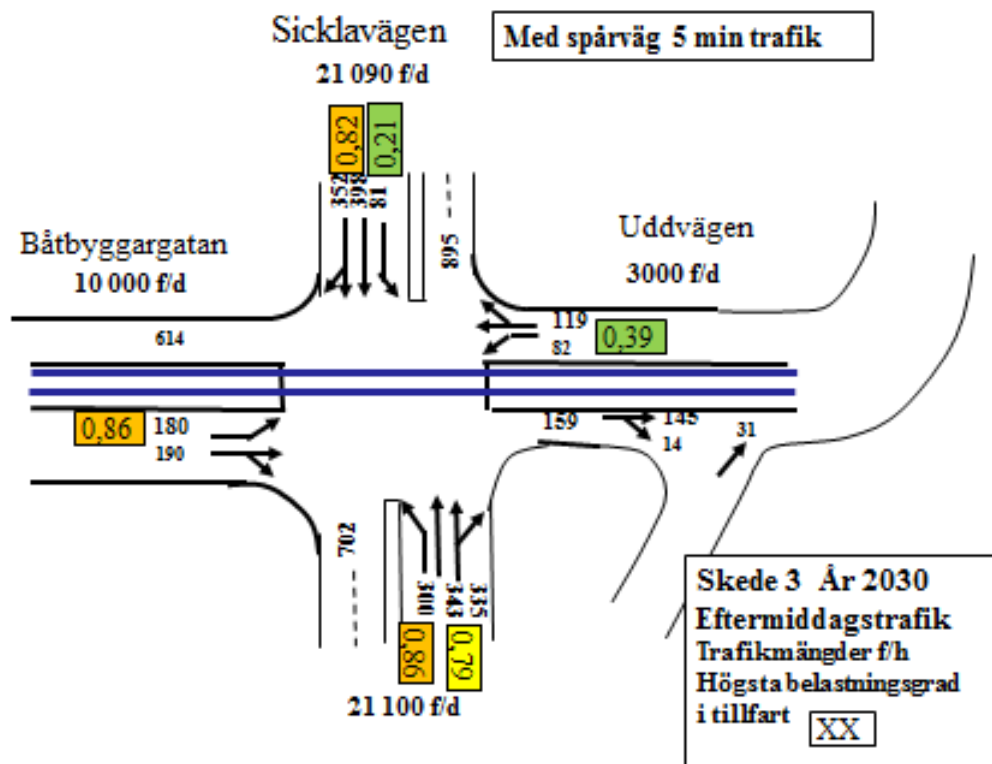 Sicklavägen
Med spårväg 5 min trafik
21 090 f/d
0,82
0,21
352
398
81
895
Båtbyggargatan
10 000 f/d
Uddvägen
3000 f/d
614
119
0,39
82
0,86
180
190
159
145
14
31
702
300
343
335
0,86
0,79
21 100 f/d
Skede 3 År 2030
Eftermiddagstrafik
Trafikmängder f/h
Högsta belastningsgrad
i tillfart
XX